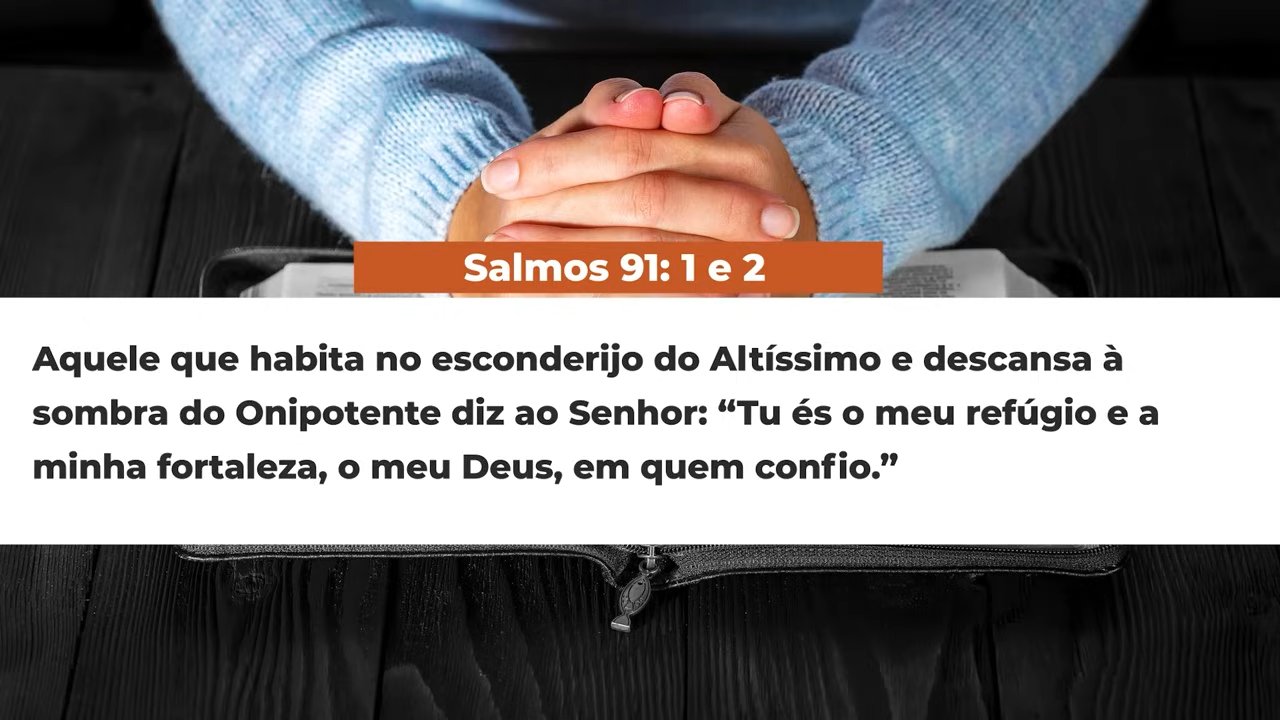 Salmos 91: 1 e 2
Aquele que habita no esconderijo do Altíssimo e descansa à
sombra do Onipotente diz ao Senhor: “Tu és o meu refúgio e a
minha fortaleza, o meu Deus, em quem confio.”